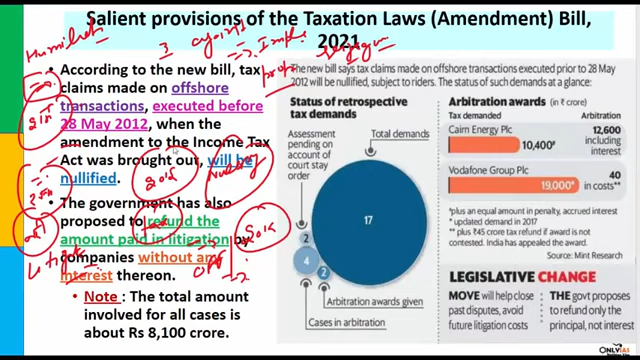 Salient provisions of the Taxation Laws (Amendment) Bill,
2021
According to the new bill, tax
claims made on offshore
transactions, executed before
28 May 2012, when the
amendment to the Income Tax
Act was brought out, will be
nullified.
The government has also
proposed to refund the
amount paid in litigation by
companies without any
interest thereon.
Note : The total amount
involved for all cases is
about Rs 8,100 crore.
The new bill says tax claims made on offshore transactions executed prior to 28 May
2012 will be nullified, subject to riders. The status of such demands at a glance:
Status of retrospective
tax demands
Assessment
pending on
account of
court stay
order
Total demands
17
2
4
2
Arbitration awards given
Cases in arbitration
Arbitration awards (in ₹ crore)
Tax demanded
Arbitration
Cairn Energy Plc
10,400*
12,600
including
interest
Vodafone Group Plc
19,000#
40
in costs**
*plus an equal amount in penalty, accrued interest
# updated demand in 2017
** plus ₹45 crore tax refund if award is not
contested. India has appealed the award
Source: Mint Research
LEGISLATIVE CHANGE
MOVE will help close
past disputes, avoid
future litigation costs
THE govt proposes
to refund only the
principal, not interest
ONLYIAS